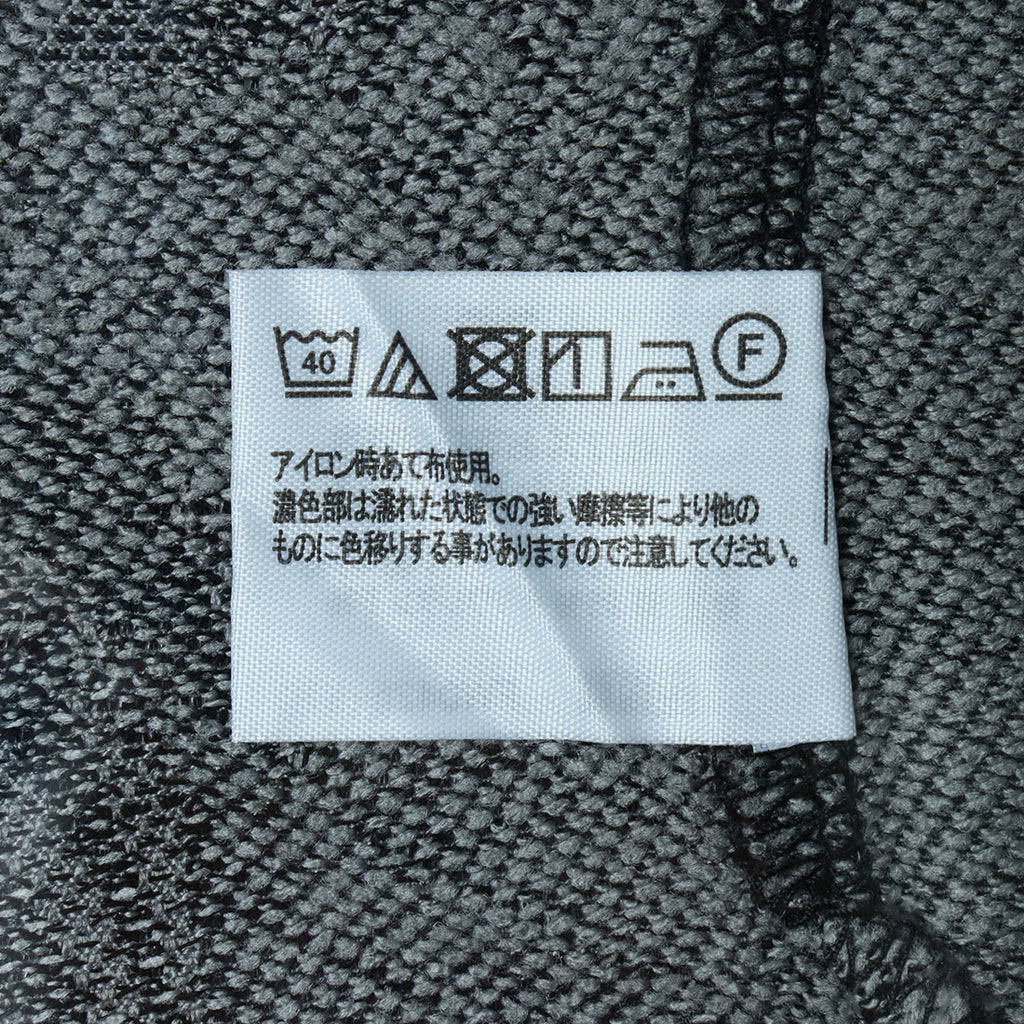 40
F
アイロン時あて布使用。
濃色部は濡れた状態での強い摩擦等により他の
ものに色移りする事がありますので注意してください。